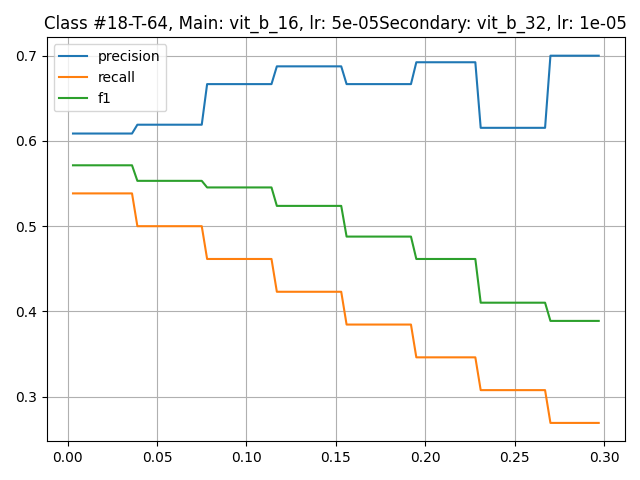 Class #18-T-64, Main: vit_b_16, lr: 5e-05Secondary: vit_b_32, lr: 1e-05
precision
recall
f1
0.7
0.6
0.5
0.4
0.3
0.00 0.05 0.10 0.15 0.20 0.25 0.30